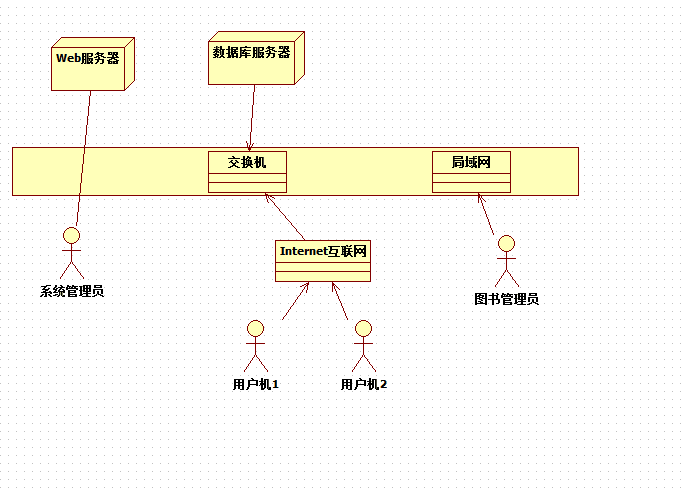 Web服务器
数据库服务器
交换机
局域网
系统管理员
Internet互联网
图书管理员
用户机1
用户机2